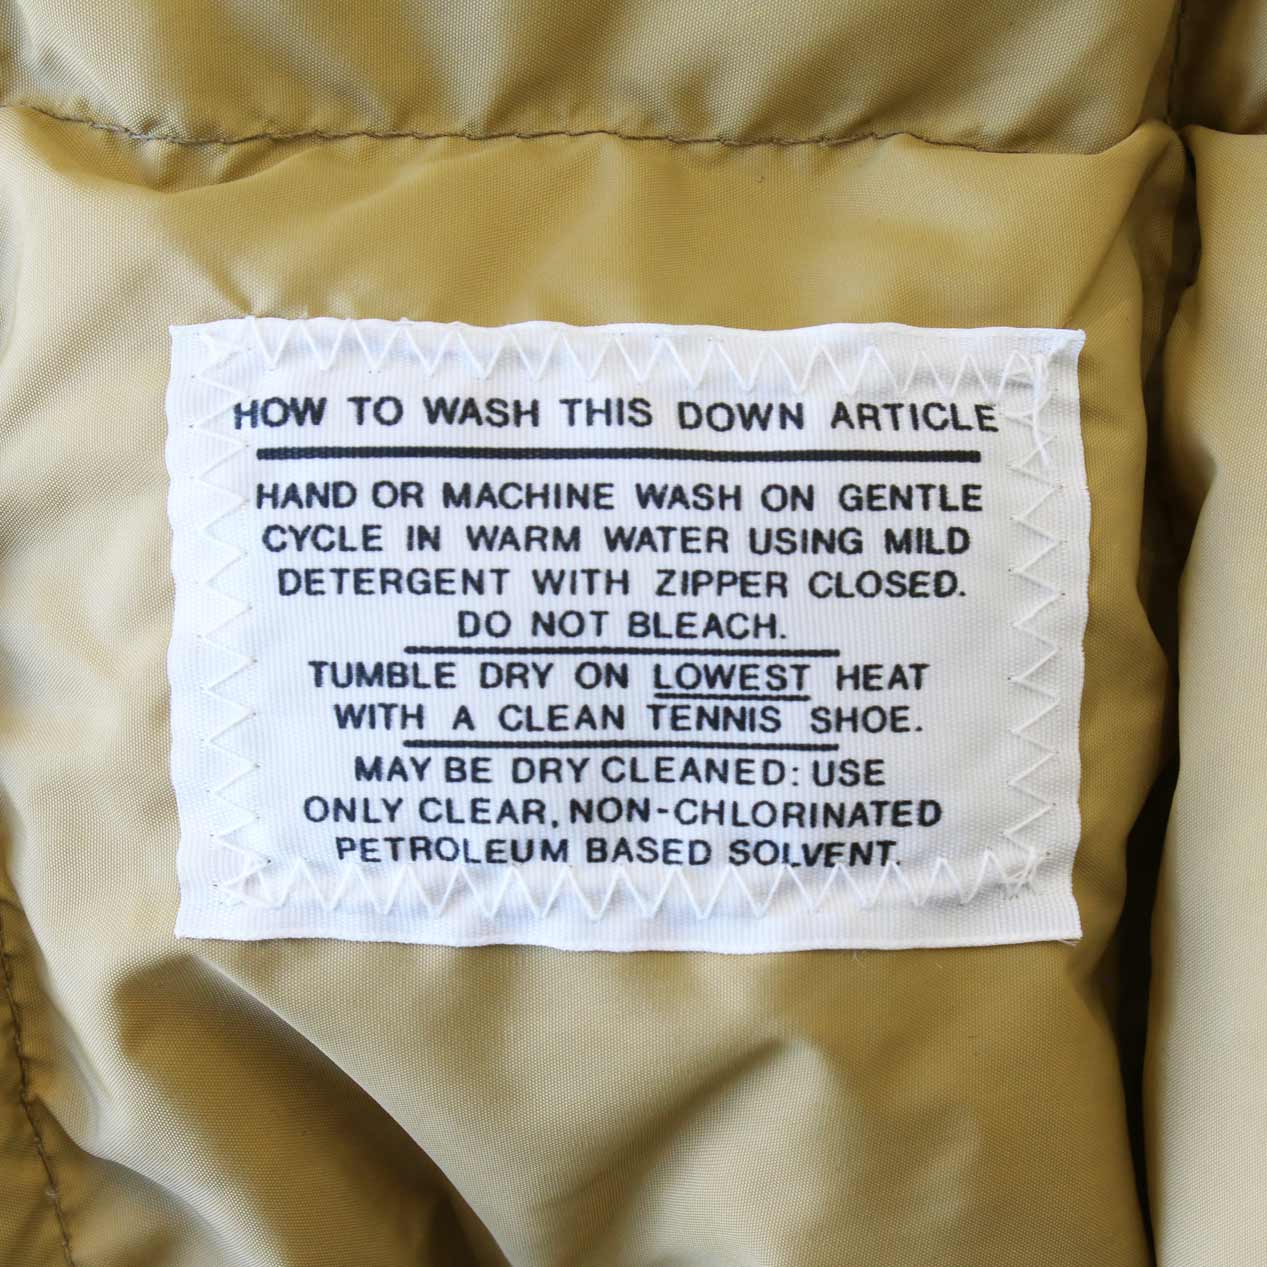 HOW TO WASH THIS DOWN ARTICLE
HAND OR MACHINE WASH ON GENTLE
CYCLE IN WARM WATER USING MILD
DETERGENT WITH ZIPPER CLOSED.
DO NOT BLEACH.
TUMBLE DRY ON LOWEST HEAT
WITH A CLEAN TENNIS SHOE.
MAY BE DRY CLEANED: USE
ONLY CLEAR, NON-CHLORINATED
PETROLEUM BASED SOLVENT.